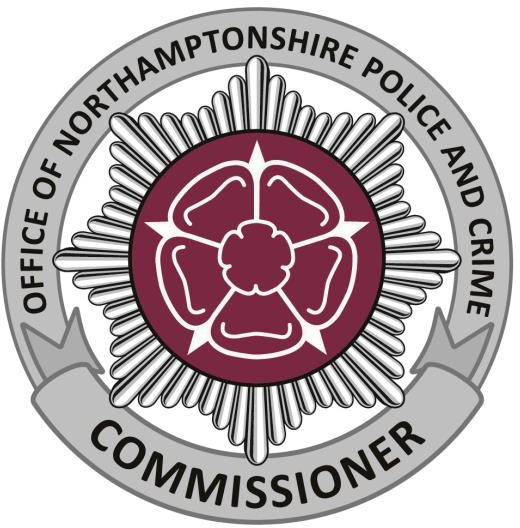 OFFICE OF NORTHAMPTONSHIRE POLICE AND CRIME
COMMISSIONER